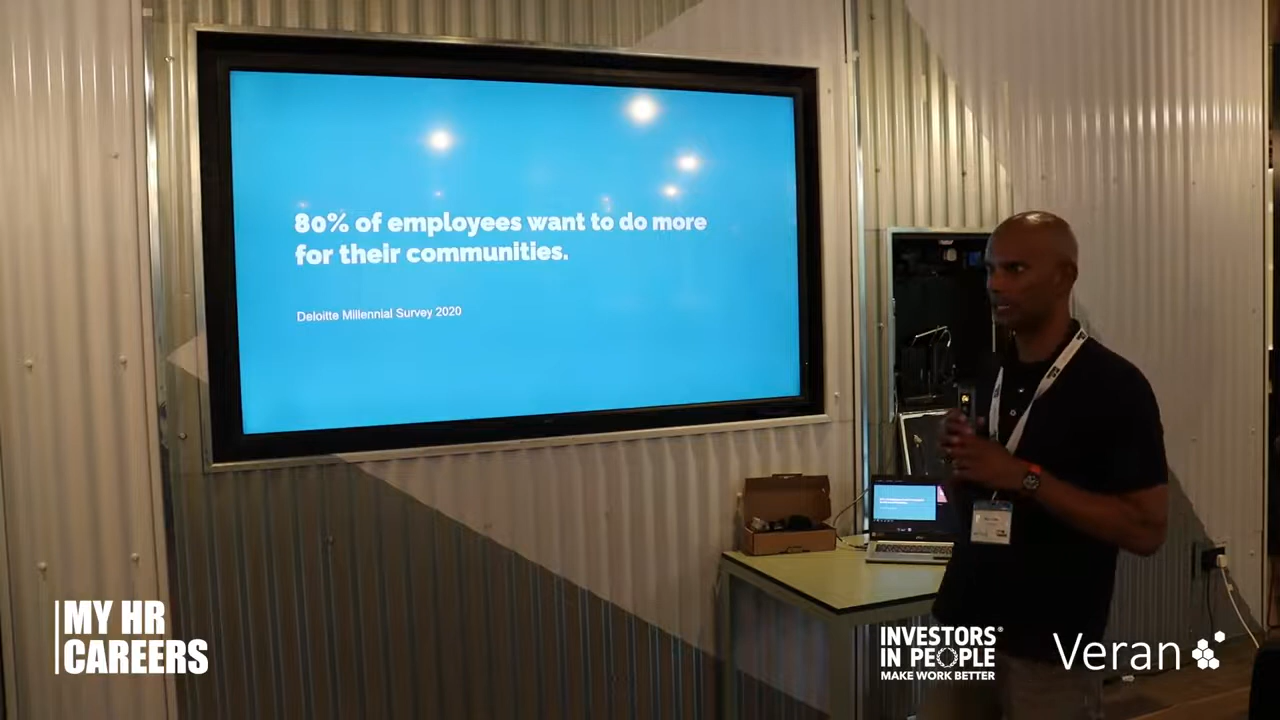 80% of employees want to do more
for their communities.
Deloitte Millennial Survey 2020
MY HR
CAREERS
INVESTORS®
IN PEOPLE
MAKE WORK BETTER
Veran